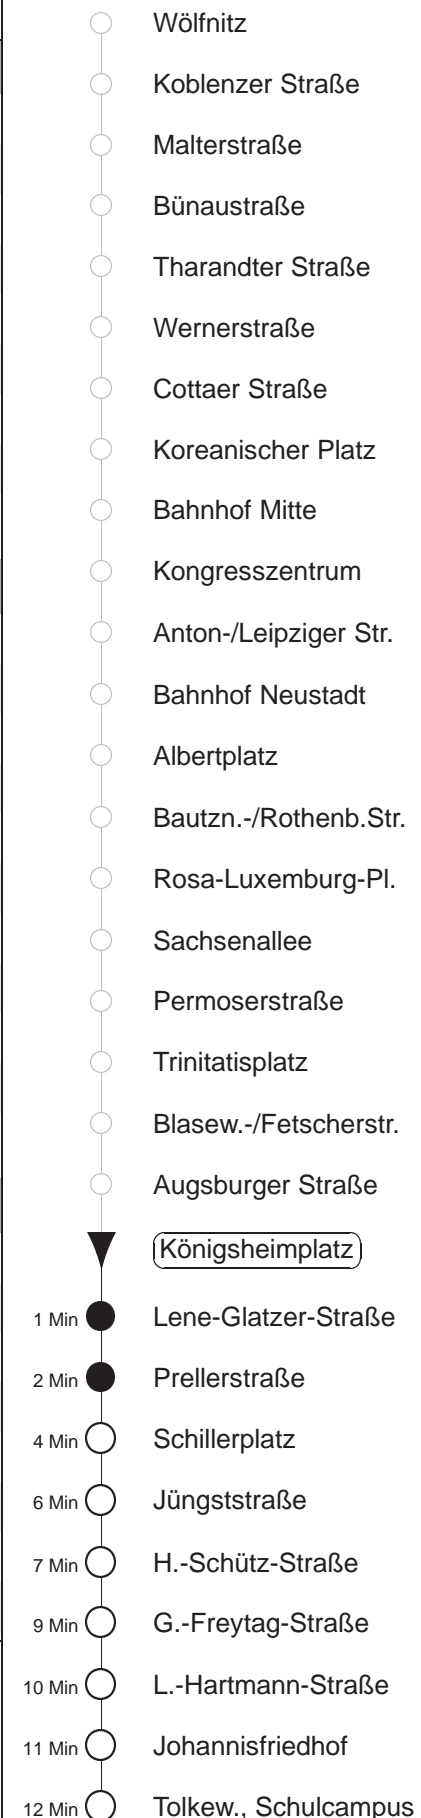 Wölfnitz
Koblenzer Straße
Malterstraße
Bünaustraße
Tharandter Straße
Wernerstraße
Cottaer Straße
Koreanischer Platz
Bahnhof Mitte
Kongresszentrum
Anton-/Leipziger Str.
Bahnhof Neustadt
Albertplatz
Bautzn.-/Rothenb.Str.
Rosa-Luxemburg-Pl.
Sachsenallee
Permoserstraße
Trinitatisplatz
Blasew.-/Fetscherstr.
Augsburger Straße
Königsheimplatz
1 Min Lene-Glatzer-Straße
2 Min Prellerstraße
4 Min Schillerplatz
6 Min Jüngststraße
7 Min H.-Schütz-Straße
9 Min G.-Freytag-Straße
10 Min L.-Hartmann-Straße
11 Min Johannisfriedhof
12 Min Tolkew., Schulcampus